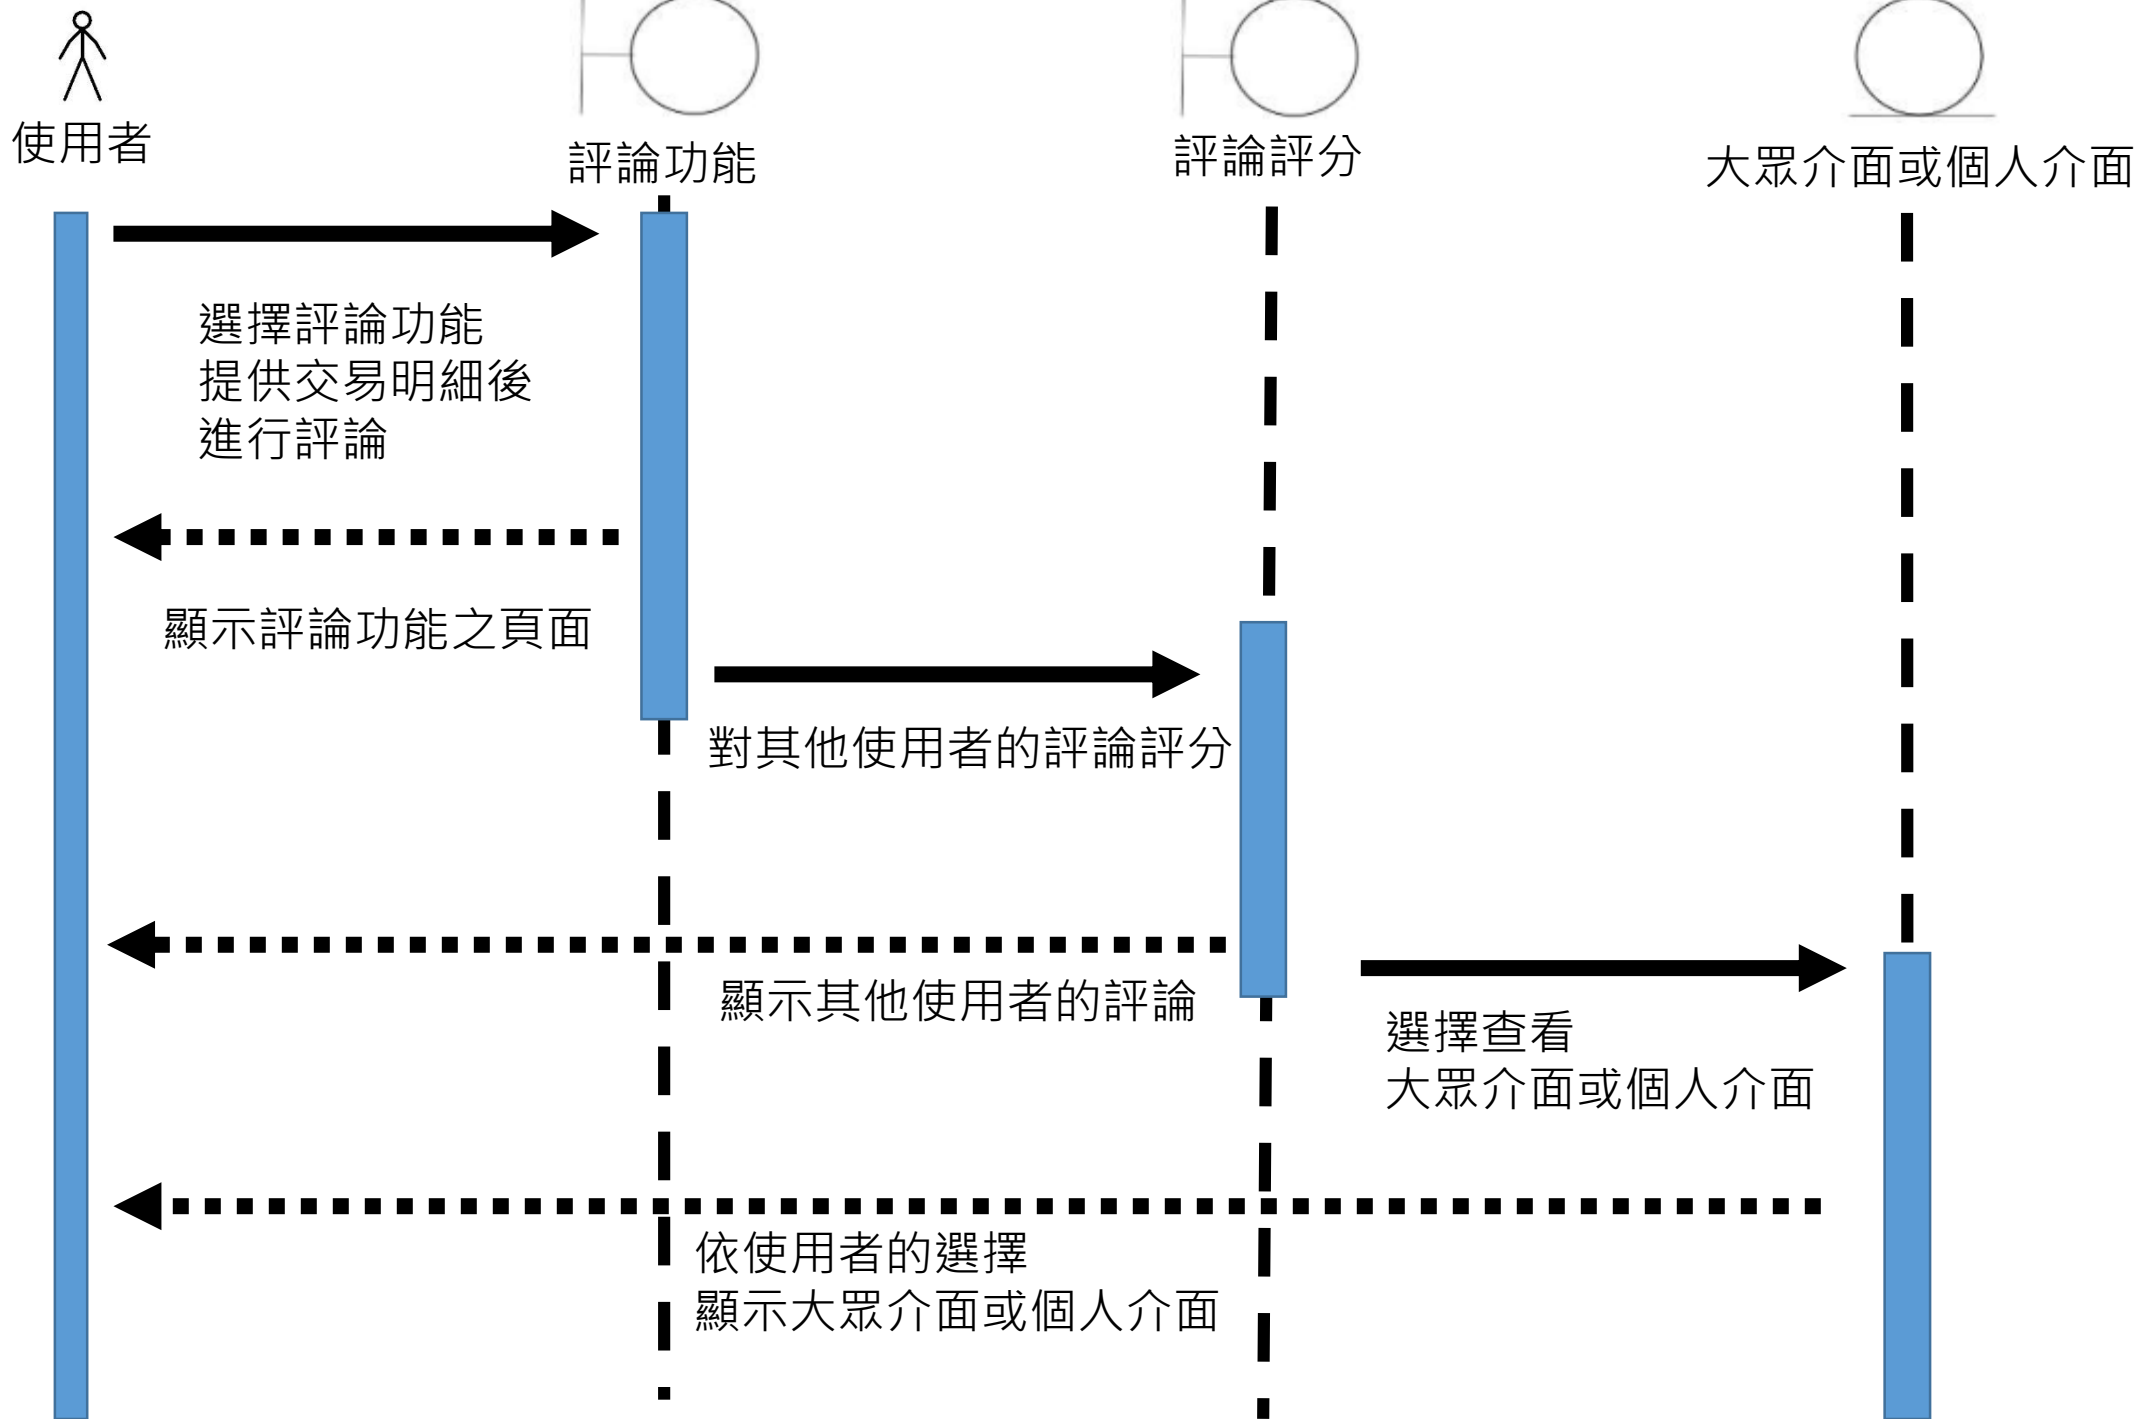 使用者
評論功能
評論評分
大眾介面或個人介面
選擇評論功能
提供交易明細後
進行評論
顯示評論功能之頁面
對其他使用者的評論評分
顯示其他使用者的評論
選擇查看
大眾介面或個人介面
依使用者的選擇
顯示大眾介面或個人介面